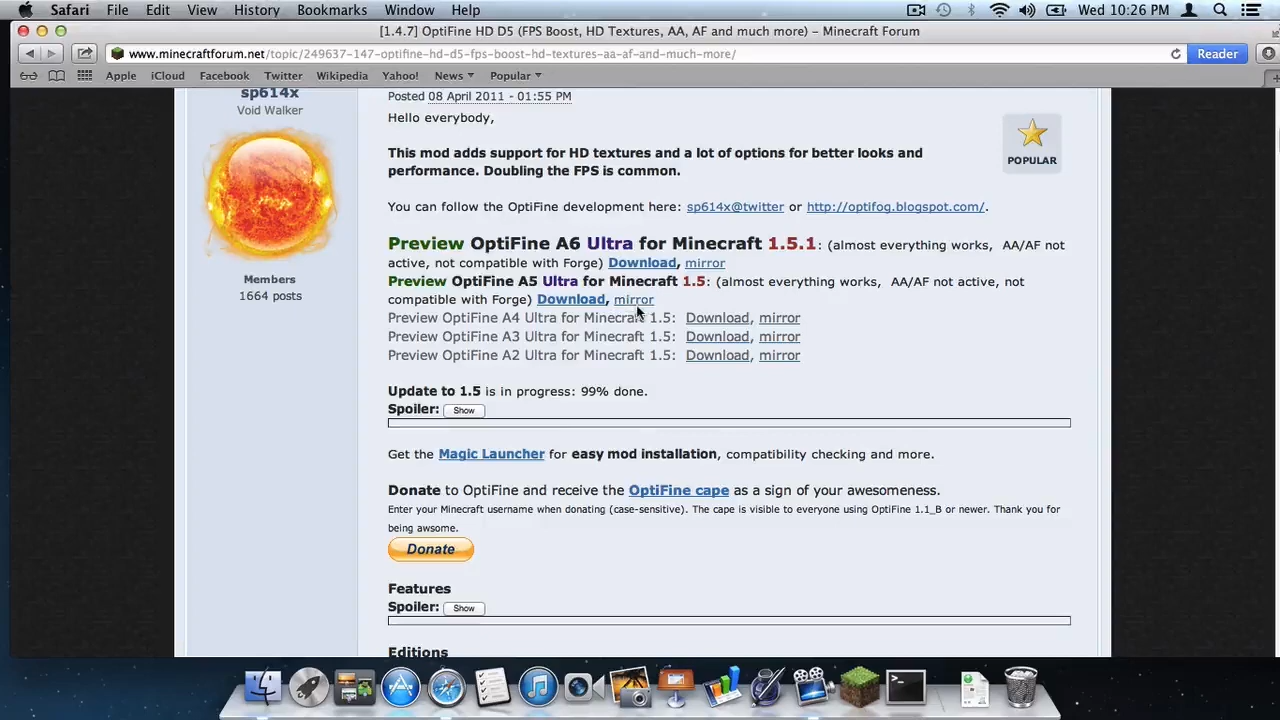 Safari File Edit View History Bookmarks Window Help Wed 10:26 PM
[1.4.7] OptiFine HD D5 (FPS Boost, HD Textures, AA, AF and much more) – Minecraft Forum
www.minecraftforum.net/topic/249637-147-optifine-hd-d5-fps-boost-hd-textures-aa-af-and-much-more/ Reader
Apple iCloud Facebook Twitter Wikipedia Yahoo! News Popular
sp614x
Void Walker
Members
1664 posts
Posted 08 April 2011 - 01:55 PM
Hello everybody,
POPULAR
This mod adds support for HD textures and a lot of options for better looks and
performance. Doubling the FPS is common.
You can follow the OptiFine development here: sp614x@twitter or http://optifog.blogspot.com/.
Preview OptiFine A6 Ultra for Minecraft 1.5.1: (almost everything works, AA/AF not
active, not compatible with Forge) Download, mirror
Preview OptiFine A5 Ultra for Minecraft 1.5: (almost everything works, AA/AF not active, not
compatible with Forge) Download, mirror
Preview OptiFine A4 Ultra for Minecraft 1.5: Download, mirror
Preview OptiFine A3 Ultra for Minecraft 1.5: Download, mirror
Preview OptiFine A2 Ultra for Minecraft 1.5: Download, mirror
Update to 1.5 is in progress: 99% done.
Spoiler: Show
Get the Magic Launcher for easy mod installation, compatibility checking and more.
Donate to OptiFine and receive the OptiFine cape as a sign of your awesomeness.
Enter your Minecraft username when donating (case-sensitive). The cape is visible to everyone using OptiFine 1.1_B or newer. Thank you for
being awsome.
Donate
Features
Spoiler: Show
Editions